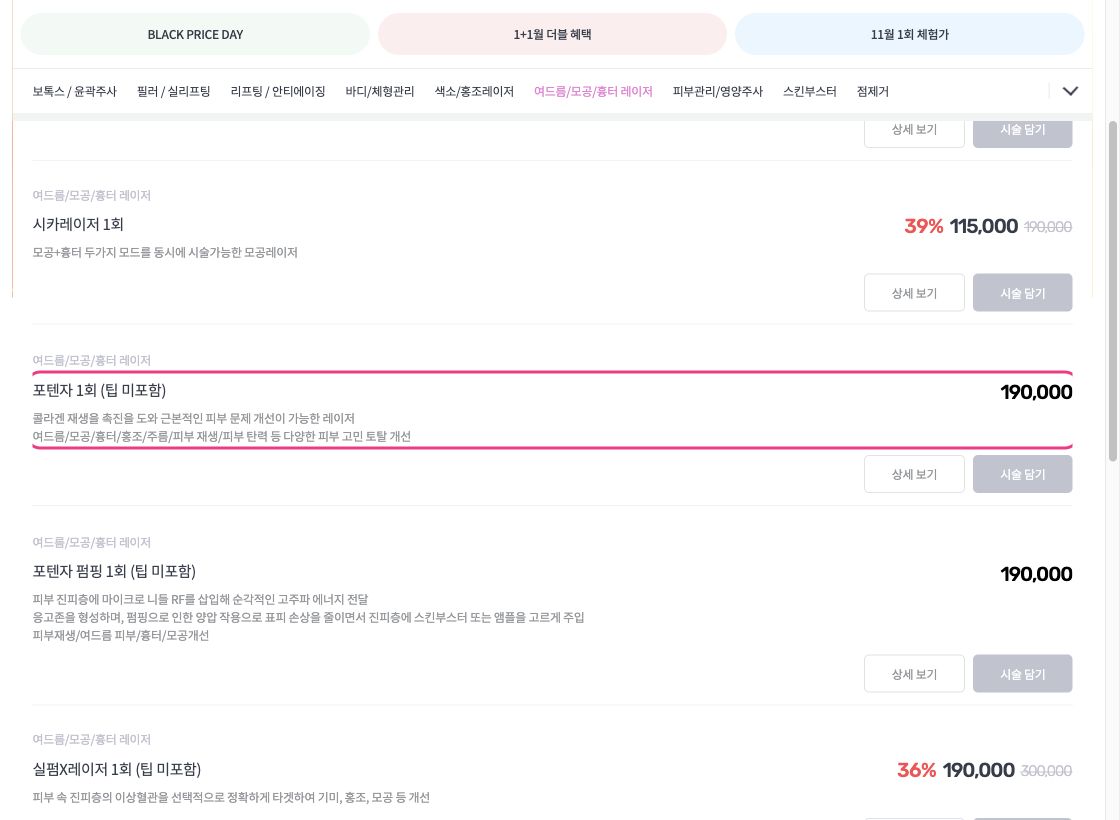 BLACK PRICE DAY
1+1월 더블 혜택
11월 1회 체험가
보톡스 / 윤곽주사
필러 / 실리프팅
리프팅 / 안티에이징
바디/체형관리
색소/홍조레이저
여드름/모공/흉터 레이저
피부관리/영양주사
스킨부스터
점제거
상세 보기
시술 담기
여드름/모공/흉터 레이저
시카레이저 1회
39% 115,000 190,000
모공+흉터 두가지 모드를 동시에 시술가능한 모공레이저
상세 보기
시술 담기
여드름/모공/흉터 레이저
포텐자 1회 (팁 미포함)
190,000
콜라겐 재생을 촉진을 도와 근본적인 피부 문제 개선이 가능한 레이저
여드름/모공/흉터/홍조/주름/피부 재생/피부 탄력 등 다양한 피부 고민 토탈 개선
상세 보기
시술 담기
여드름/모공/흉터 레이저
포텐자 펌핑 1회 (팁 미포함)
190,000
피부 진피층에 마이크로 니들 RF를 삽입해 순각적인 고주파 에너지 전달
응고존을 형성하며, 펌핑으로 인한 양압 작용으로 표피 손상을 줄이면서 진피층에 스킨부스터 또는 앰플을 고르게 주입
피부재생/여드름 피부/흉터/모공개선
상세 보기
시술 담기
여드름/모공/흉터 레이저
실펌X레이저 1회 (팁 미포함)
36% 190,000 300,000
피부 속 진피층의 이상혈관을 선택적으로 정확하게 타겟하여 기미, 홍조, 모공 등 개선